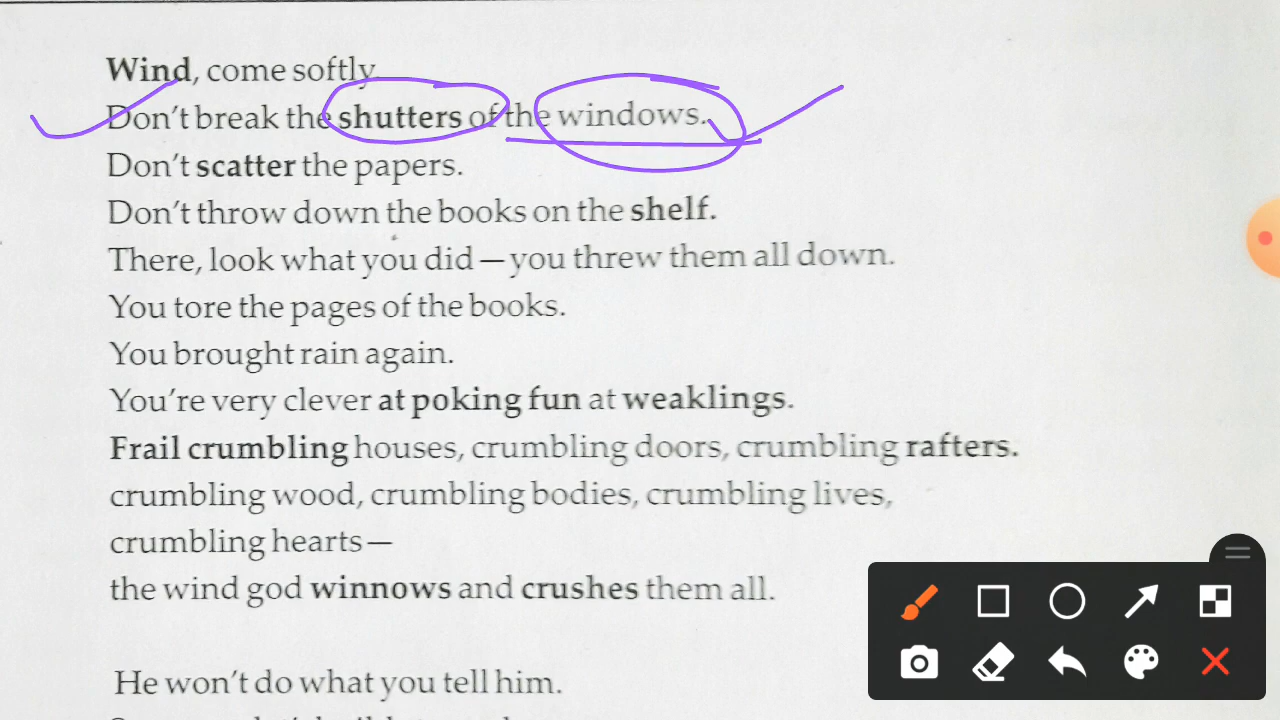 Wind, come softly
Don't break the shutters of the windows.
Don't scatter the papers.
Don't throw down the books on the shelf.
There, look what you did — you threw them all down.
You tore the pages of the books.
You brought rain again.
You're very clever at poking fun at weaklings.
Frail crumbling houses, crumbling doors, crumbling rafters.
crumbling wood, crumbling bodies, crumbling lives,
crumbling hearts —
the wind god winnows and crushes them all.
He won't do what you tell him.